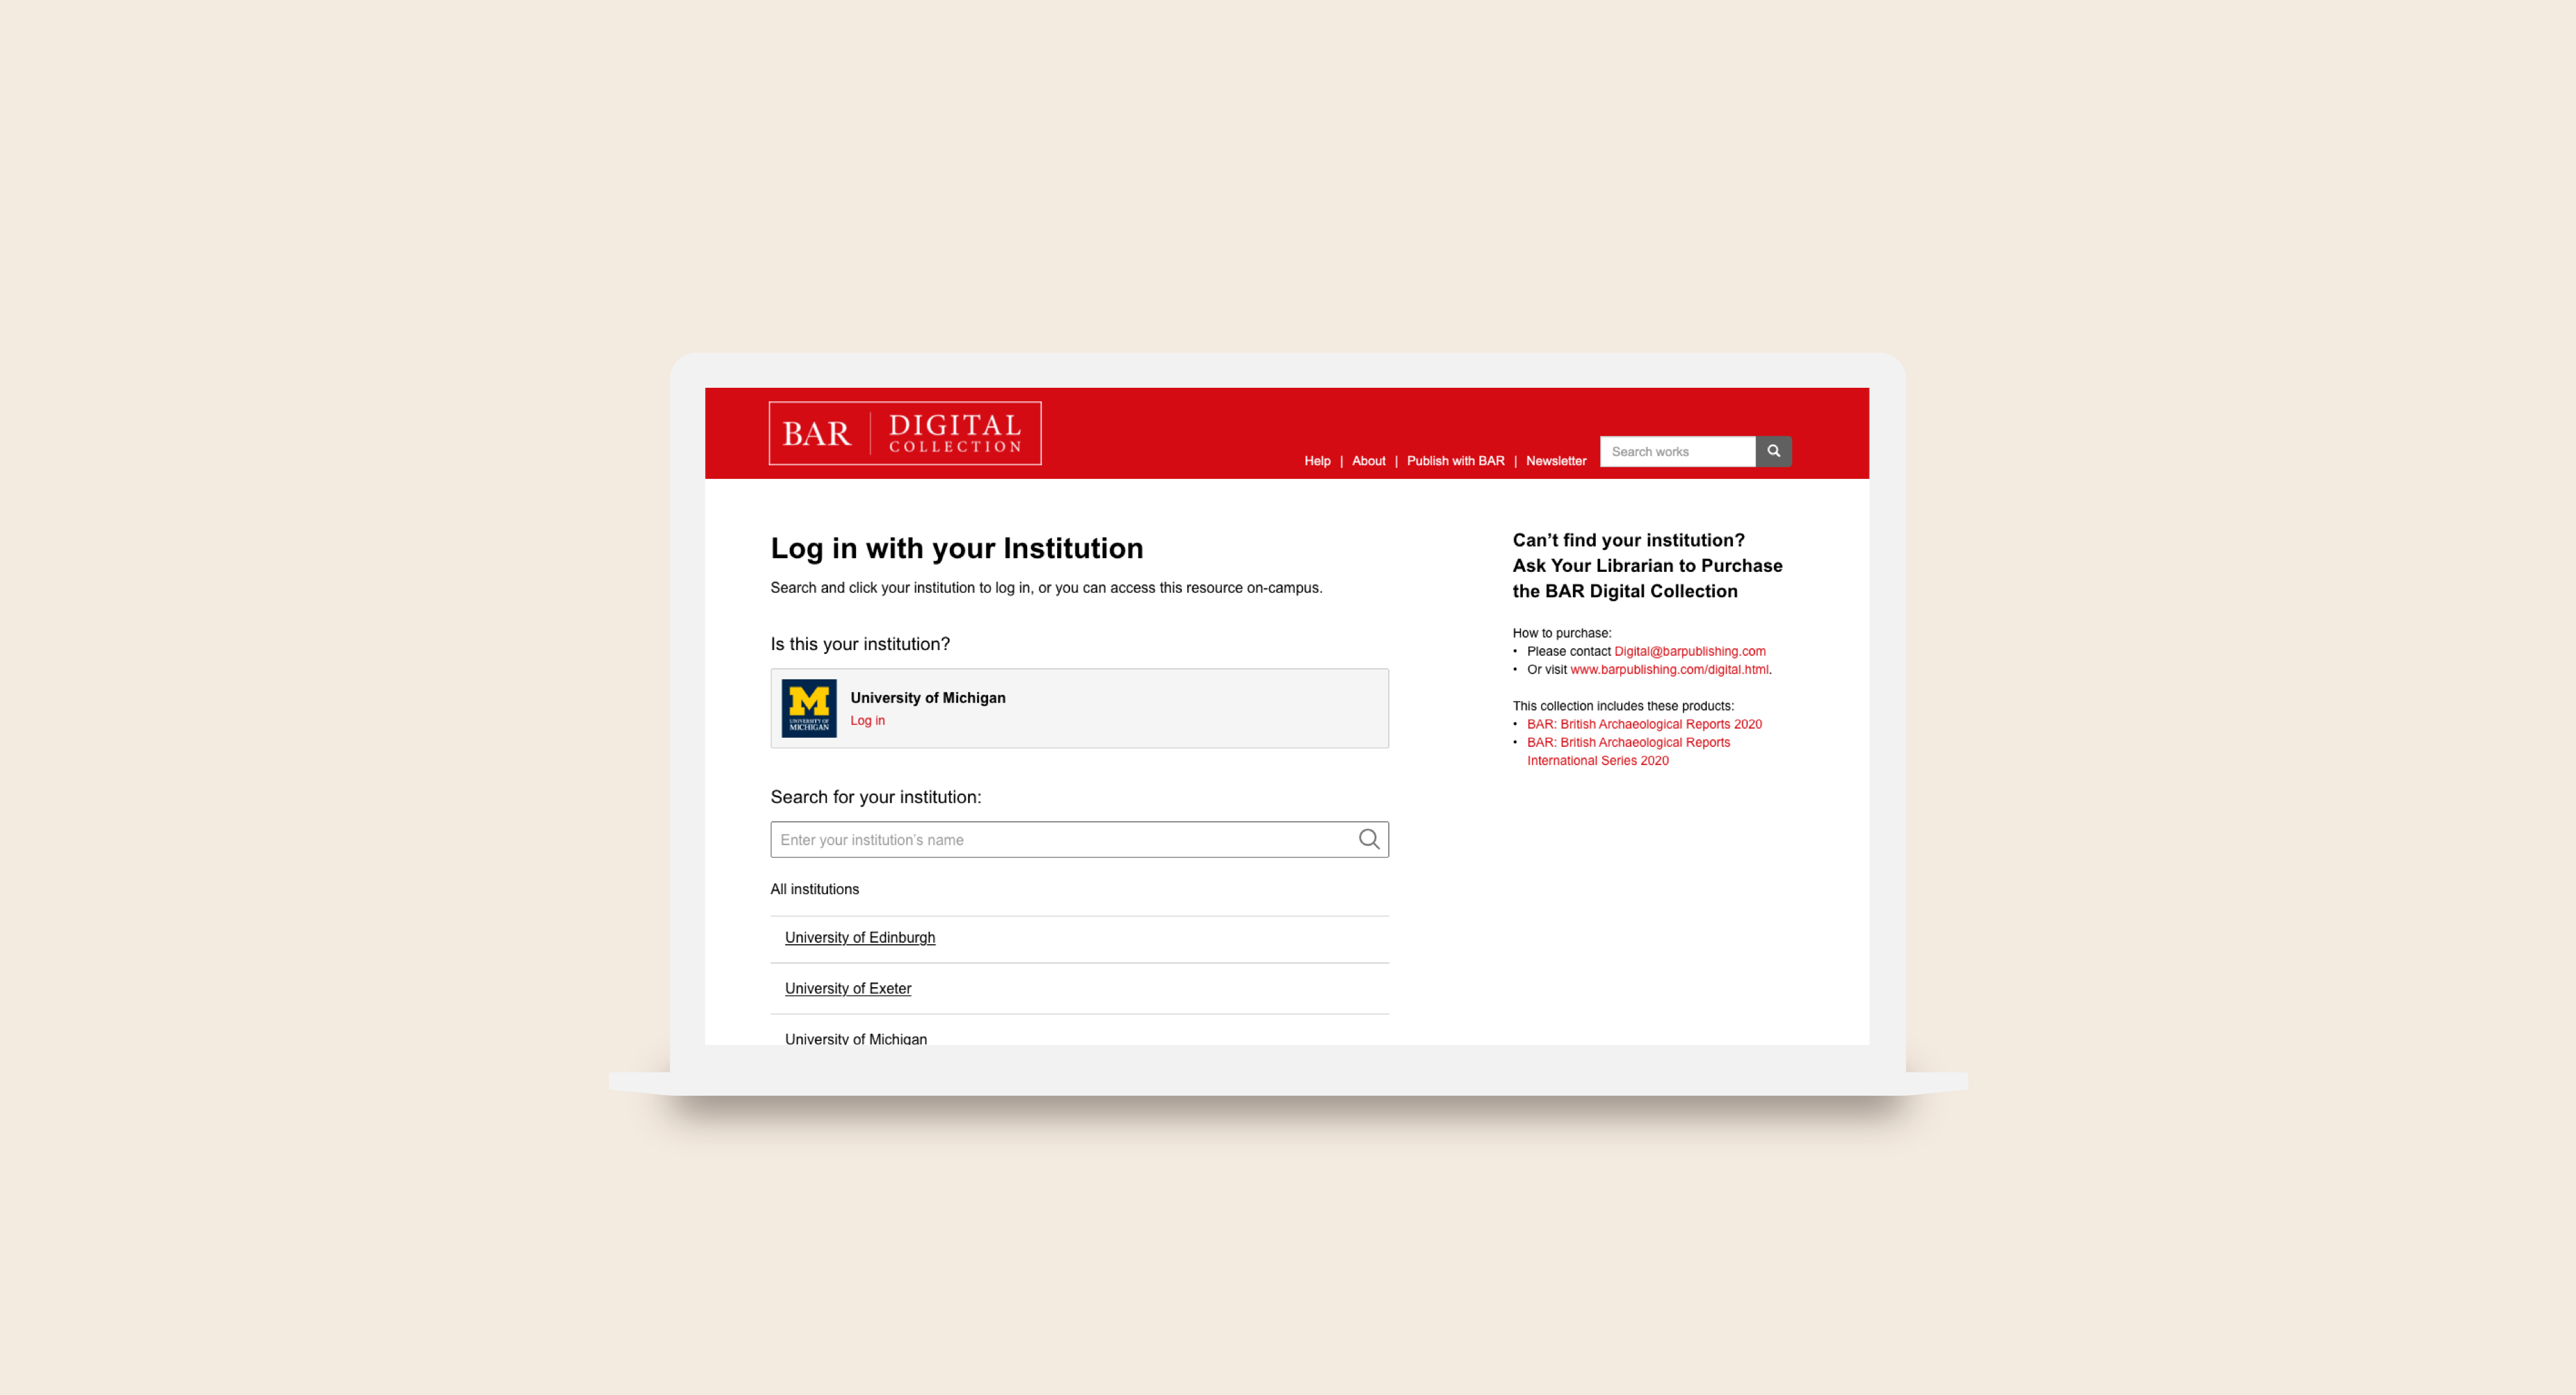 BAR | DIGITAL
COLLECTION
Help | About | Publish with BAR | Newsletter
Search works
Log in with your Institution
Search and click your institution to log in, or you can access this resource on-campus.
Is this your institution?
UNIVERSITY OF
MICHIGAN
University of Michigan
Log in
Search for your institution:
Enter your institution’s name
All institutions
University of Edinburgh
University of Exeter
University of Michigan
Can’t find your institution?
Ask Your Librarian to Purchase
the BAR Digital Collection
How to purchase:
• Please contact Digital@barpublishing.com
• Or visit www.barpublishing.com/digital.html.
This collection includes these products:
• BAR: British Archaeological Reports 2020
• BAR: British Archaeological Reports
International Series 2020